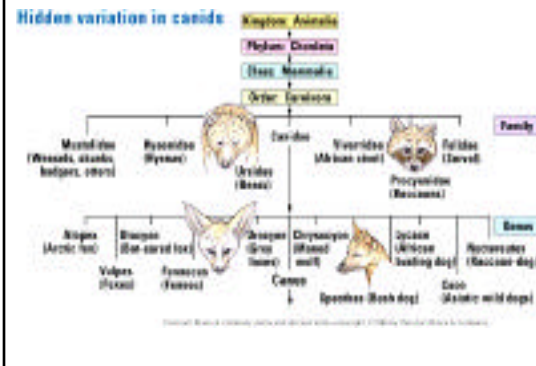 Hidden variation in canids
Kingdom: Animalia
Phylum: Chordata
Class: Mammalia
Order: Carnivora
Family
Mustelidae
(Weasels, skunks,
badgers, otters)
Hyaenidae
(Hyenas)
Ursidae
(Bears)
Canidae
Viverridae
(African civet)
Procyonidae
(Raccoons)
Felidae
(Serval)
Genus
Alopex
(Arctic fox)
Vulpes
(Foxes)
Otocyon
(Bat-eared fox)
Fennecus
(Fennec)
Urocyon
(Gray
foxes)
Canis
Chrysocyon
(Maned
wolf)
Speothos (Bush dog)
Lycaon
(African
hunting dog)
Cuon
(Asiatic wild dogs)
Nyctereutes
(Raccoon-dog)